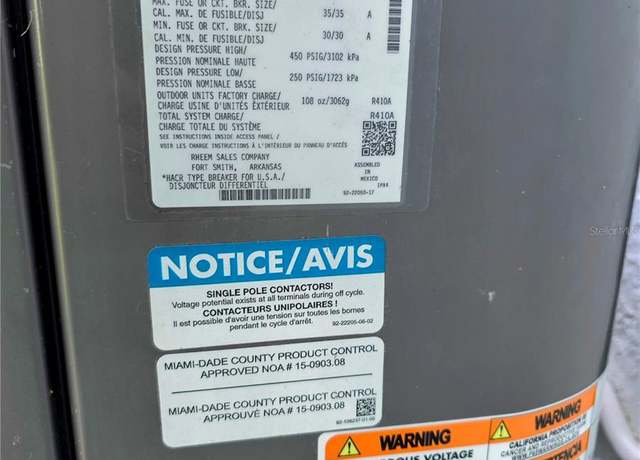 MAX. FUSE OR CKT. BRK. SIZE/
CAL. MAX. DE FUSIBLE/DISJ 35/35 A
MIN. FUSE OR CKT. BRK. SIZE/
CAL. MIN. DE FUSIBLE/DISJ 30/30 A
DESIGN PRESSURE HIGH/
PRESSION NOMINALE HAUTE 450 PSIG/3102 kPa
DESIGN PRESSURE LOW/
PRESSION NOMINALE BASSE 250 PSIG/1723 kPa
OUTDOOR UNITS FACTORY CHARGE/
CHARGE USINE D'UNITÉS EXTÉRIEUR 108 oz/3062g R410A
TOTAL SYSTEM CHARGE/
CHARGE TOTALE DU SYSTÈME R410A
SEE INSTRUCTIONS INSIDE ACCESS PANEL /
VOIR LES CHARGE INSTRUCTIONS À L'INTÉRIEUR DU PANNEAU D'ACCÈS
RHEEM SALES COMPANY
FORT SMITH, ARKANSAS
ASSEMBLED
IN
MEXICO
*HACR TYPE BREAKER FOR U.S.A./
DISJONCTEUR DIFFERENTIEL
92-22053-17 IPX4
NOTICE/AVIS
SINGLE POLE CONTACTORS!
Voltage potential exists at all terminals during off cycle.
CONTACTEURS UNIPOLAIRES !
Il est possible d'avoir une tension sur toutes les bornes
pendant le cycle d'arrêt. 92-22205-06-02
MIAMI-DADE COUNTY PRODUCT CONTROL
APPROVED NOA # 15-0903.08
MIAMI-DADE COUNTY PRODUCT CONTROL
APPROUVÉ NOA # 15-0903.08
WARNING
VOLTAGE
WARNING
CALIFORNIA PROPOSITION
CANCER AND